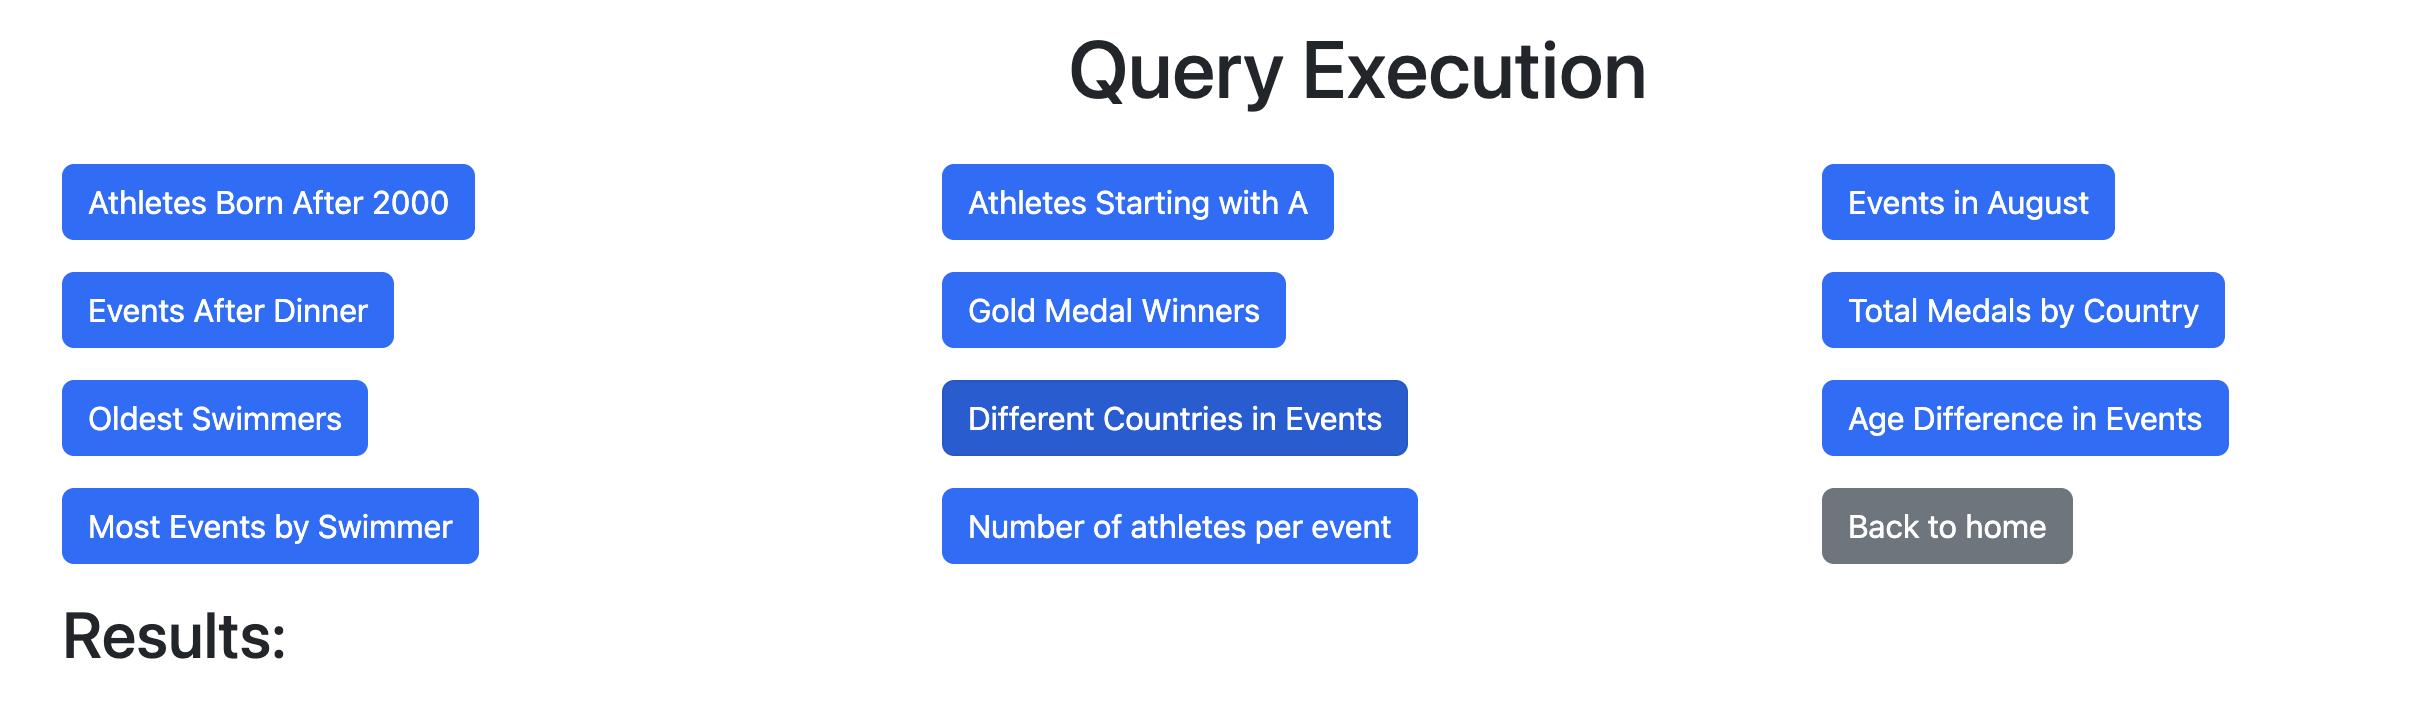 Query Execution
Athletes Born After 2000
Athletes Starting with A
Events in August
Events After Dinner
Gold Medal Winners
Total Medals by Country
Oldest Swimmers
Different Countries in Events
Age Difference in Events
Most Events by Swimmer
Number of athletes per event
Back to home
Results: